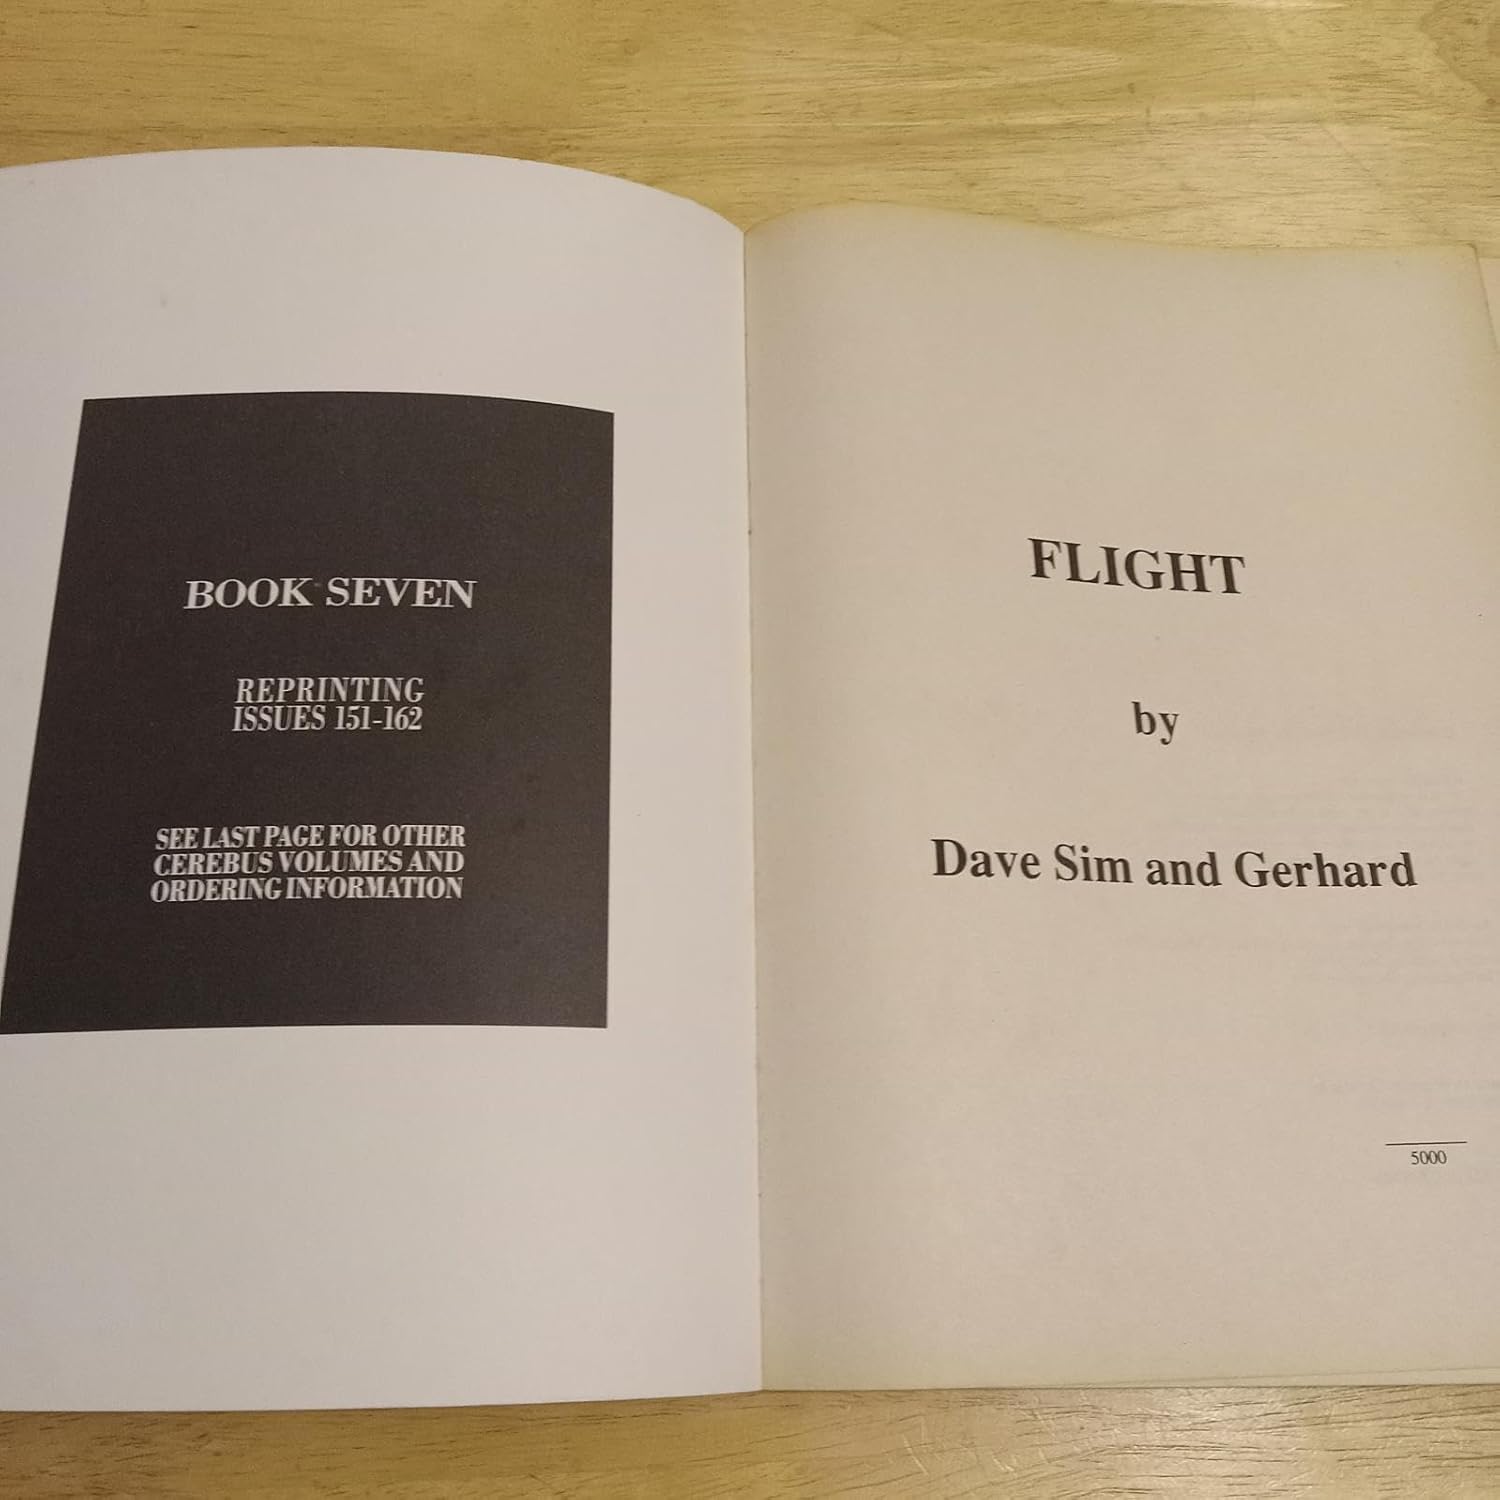 BOOK SEVEN
REPRINTING
ISSUES 151-162
SEE LAST PAGE FOR OTHER
CEREBUS VOLUMES AND
ORDERING INFORMATION
FLIGHT
by
Dave Sim and Gerhard
5000